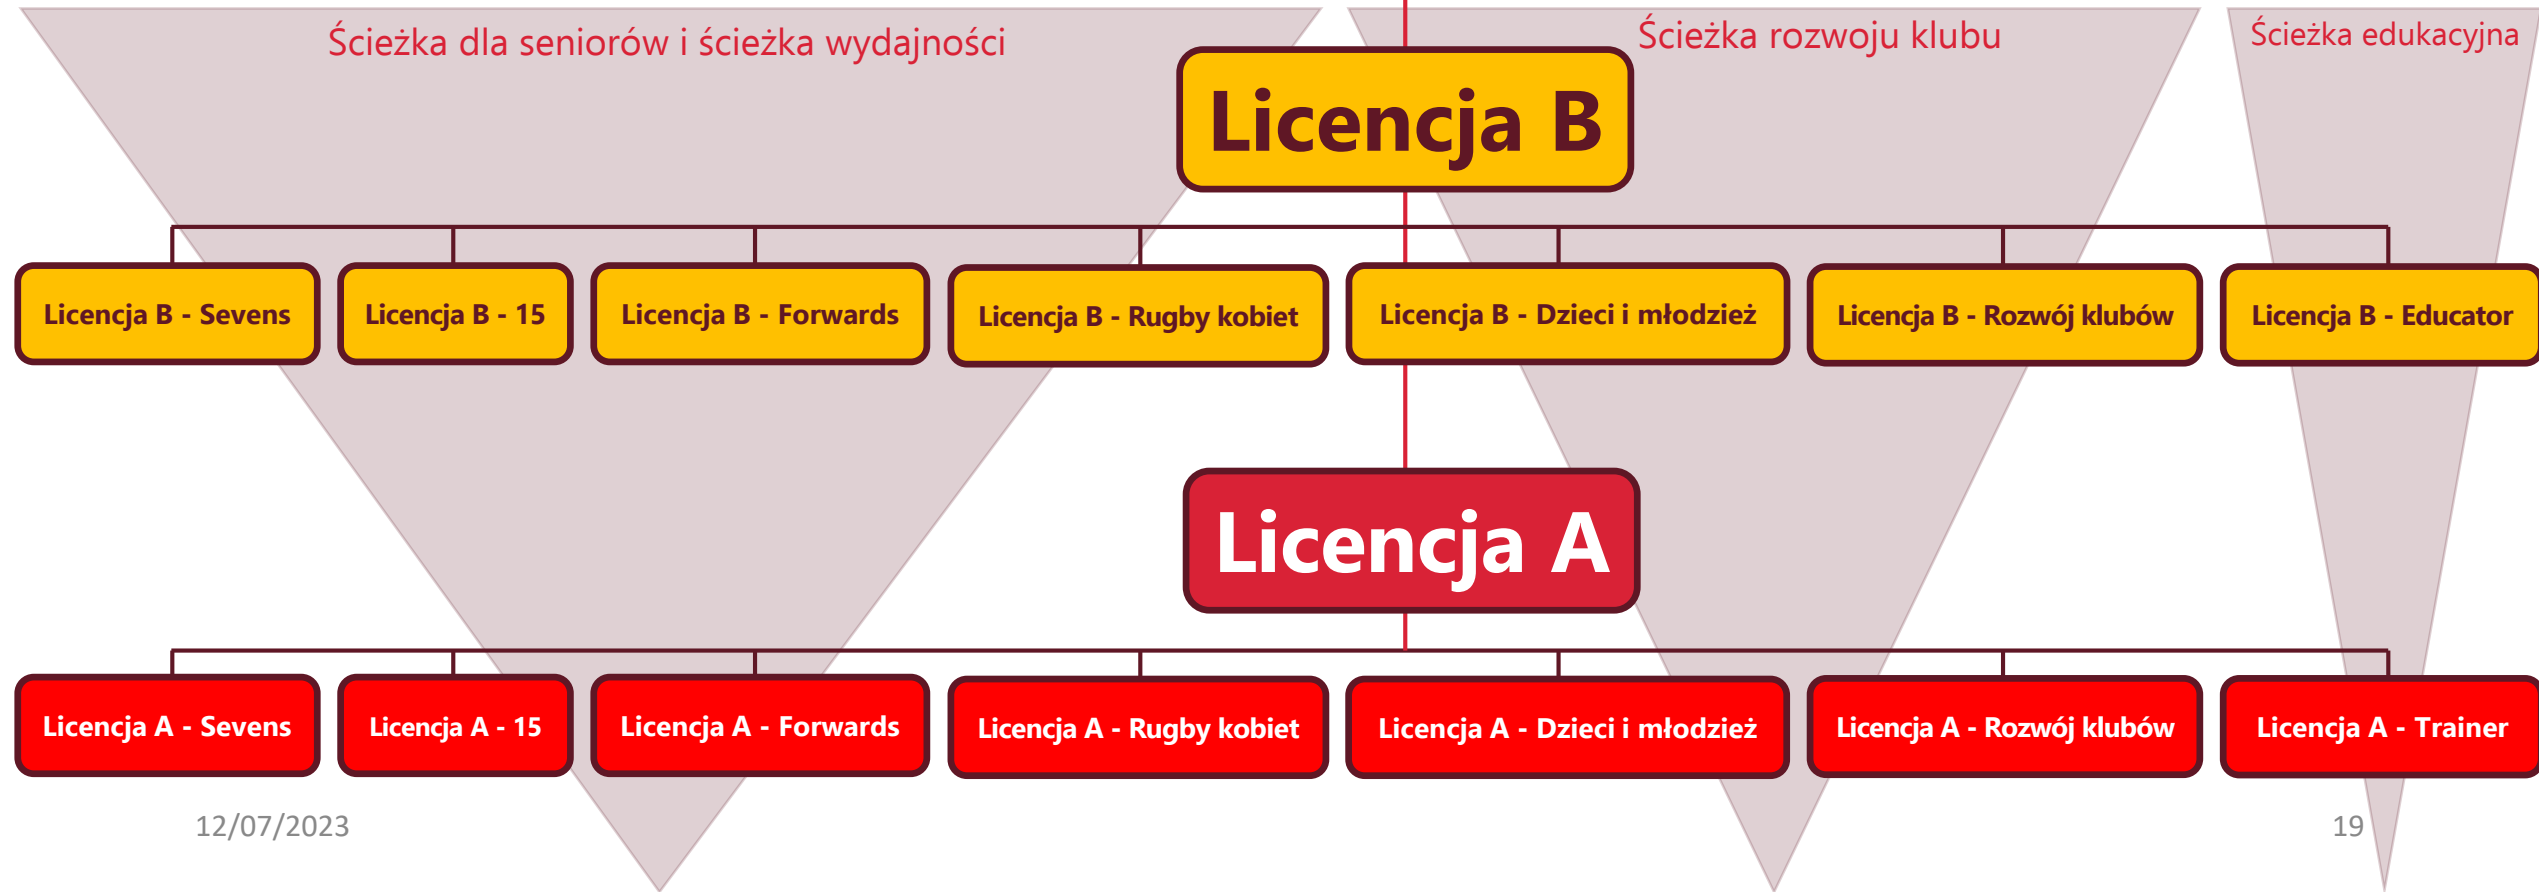 Ścieżka dla seniorów i ścieżka wydajności
Ścieżka rozwoju klubu
Ścieżka edukacyjna
Licencja B
Licencja B - Sevens
Licencja B - 15
Licencja B - Forwards
Licencja B - Rugby kobiet
Licencja B - Dzieci i młodzież
Licencja B - Rozwój klubów
Licencja B - Educator
Licencja A
Licencja A - Sevens
Licencja A - 15
Licencja A - Forwards
Licencja A - Rugby kobiet
Licencja A - Dzieci i młodzież
Licencja A - Rozwój klubów
Licencja A - Trainer
12/07/2023
19